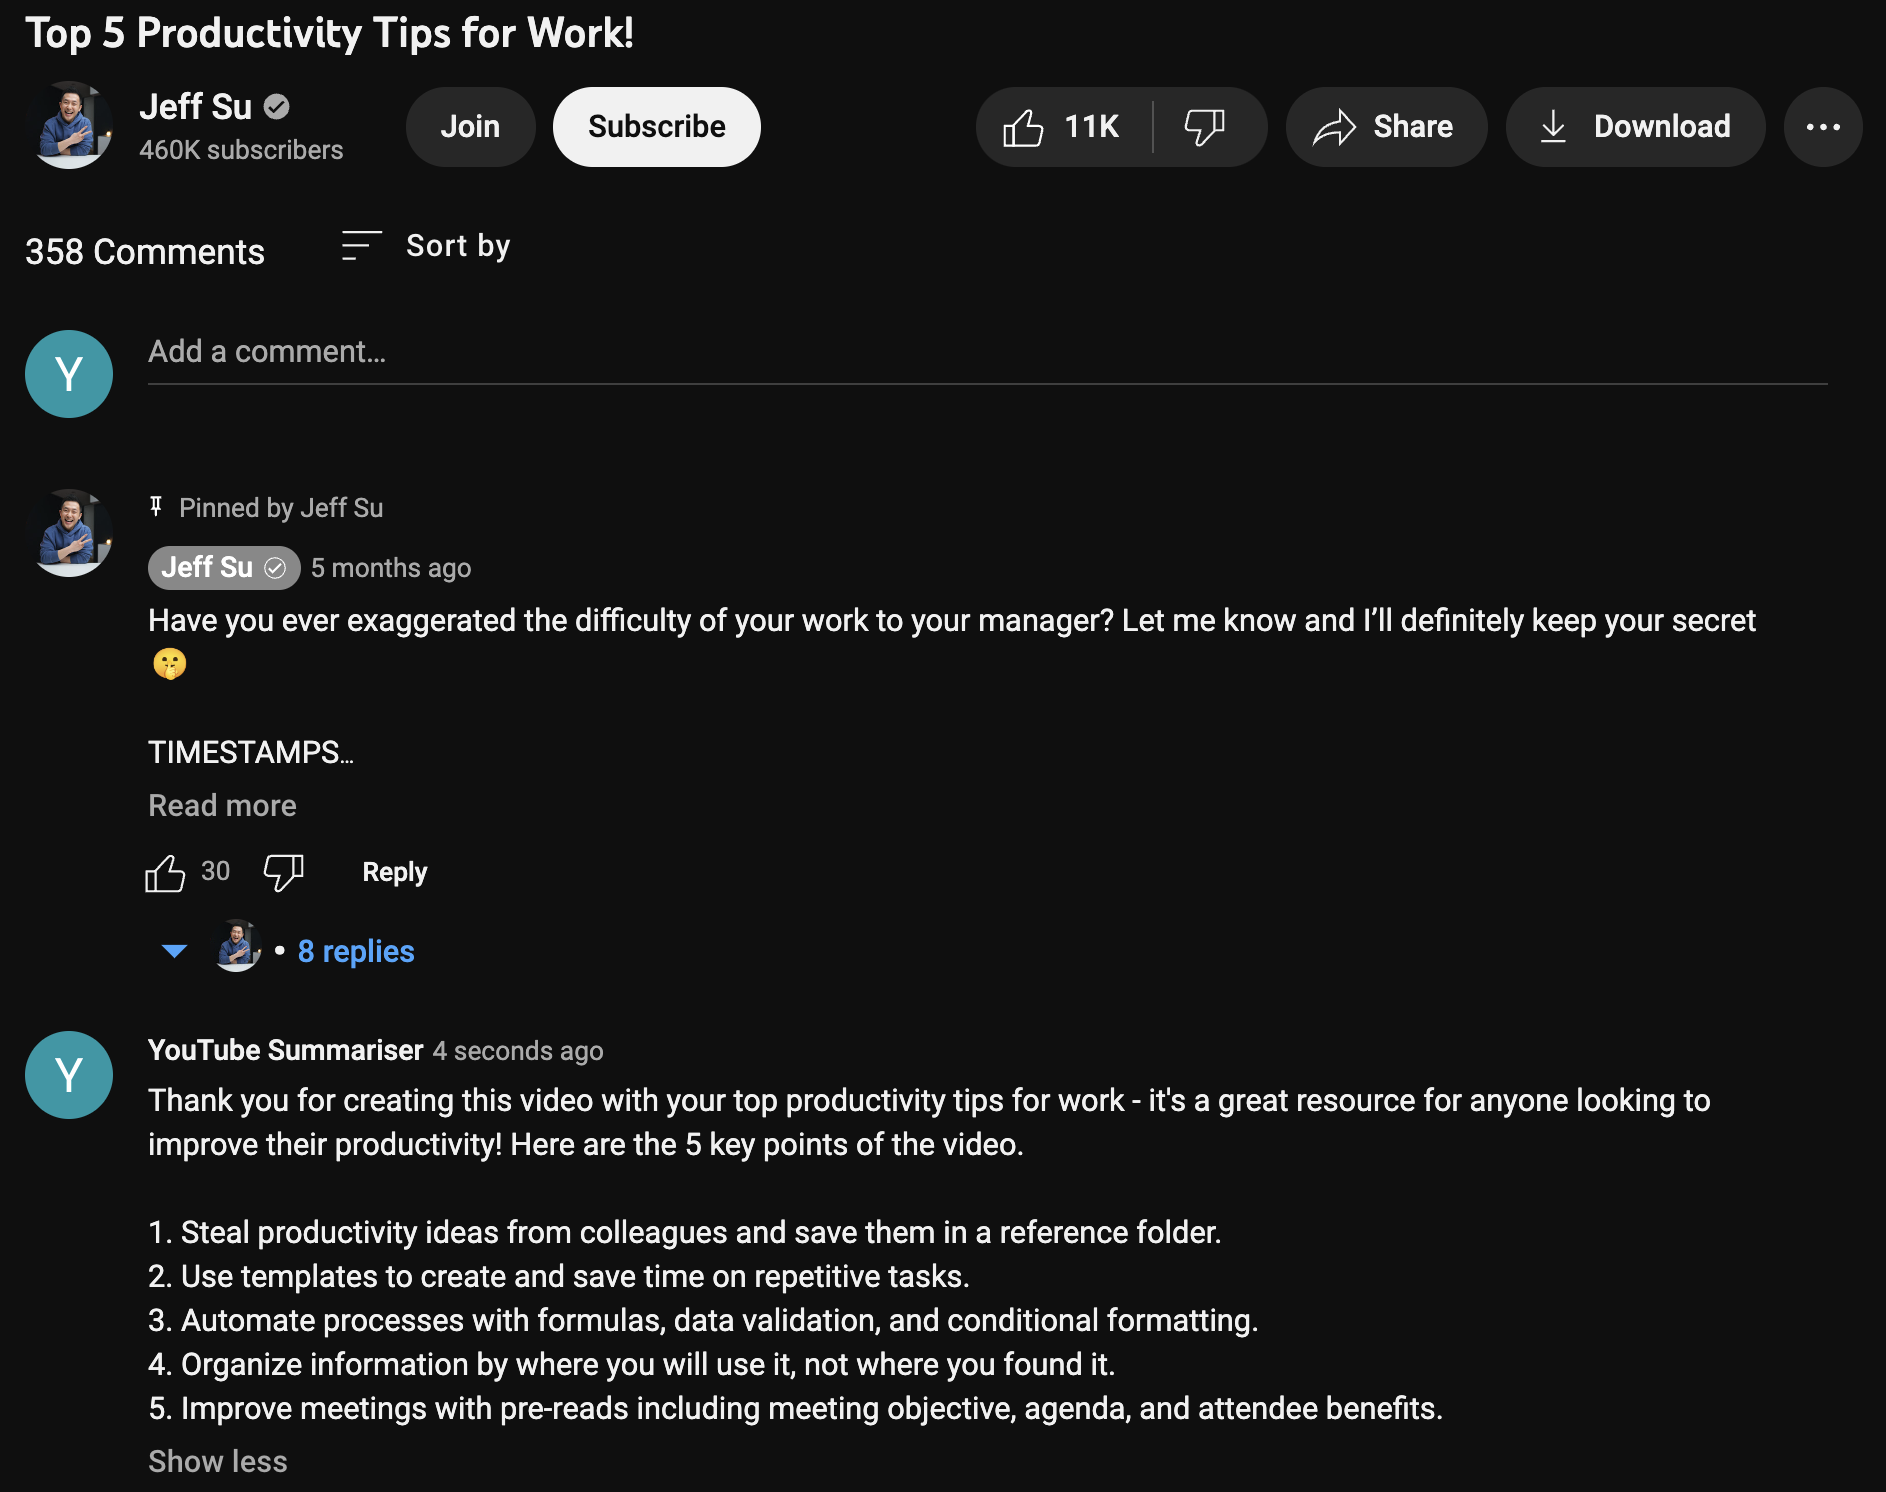 Top 5 Productivity Tips for Work!
Jeff Su
460K subscribers
Join
Subscribe
11K
Share
Download
358 Comments
Sort by
Y
Add a comment...
Pinned by Jeff Su
Jeff Su
5 months ago
Have you ever exaggerated the difficulty of your work to your manager? Let me know and I’ll definitely keep your secret
🤫
TIMESTAMPS…
Read more
30
Reply
• 8 replies
Y
YouTube Summariser 4 seconds ago
Thank you for creating this video with your top productivity tips for work - it's a great resource for anyone looking to
improve their productivity! Here are the 5 key points of the video.
1. Steal productivity ideas from colleagues and save them in a reference folder.
2. Use templates to create and save time on repetitive tasks.
3. Automate processes with formulas, data validation, and conditional formatting.
4. Organize information by where you will use it, not where you found it.
5. Improve meetings with pre-reads including meeting objective, agenda, and attendee benefits.
Show less